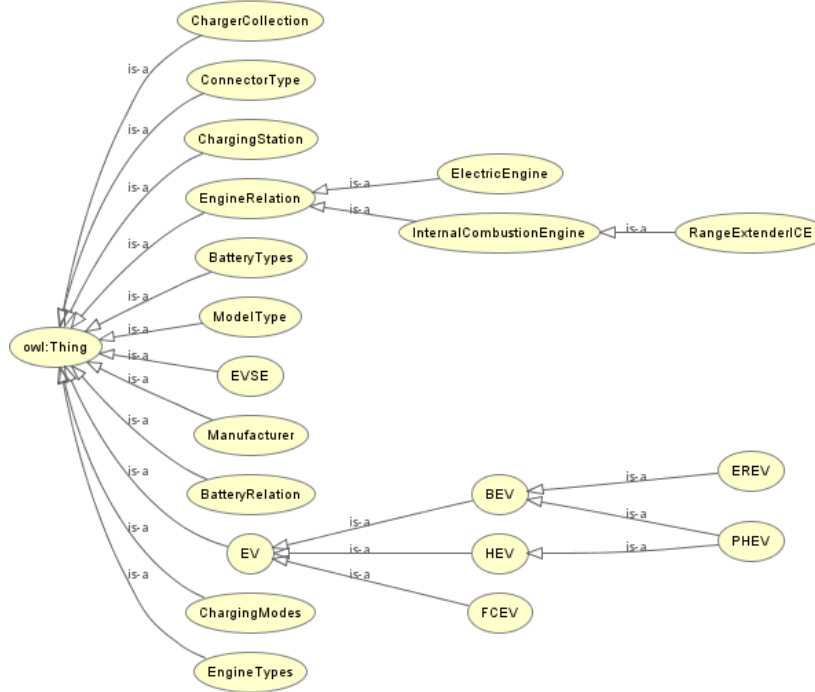 ChargerCollection
is-a
ConnectorType
is-a
ChargingStation
is-a
ElectricEngine
is-a
EngineRelation
is-a
is-a
InternalCombustionEngine
is-a
RangeExtenderICE
BatteryTypes
is-a
ModelType
is-a
owl:Thing
is-a
EVSE
is-a
Manufacturer
is-a
BatteryRelation
is-a
EREV
is-a
BEV
is-a
is-a
PHEV
is-a
EV
is-a
HEV
is-a
FCEV
is-a
ChargingModes
is-a
EngineTypes